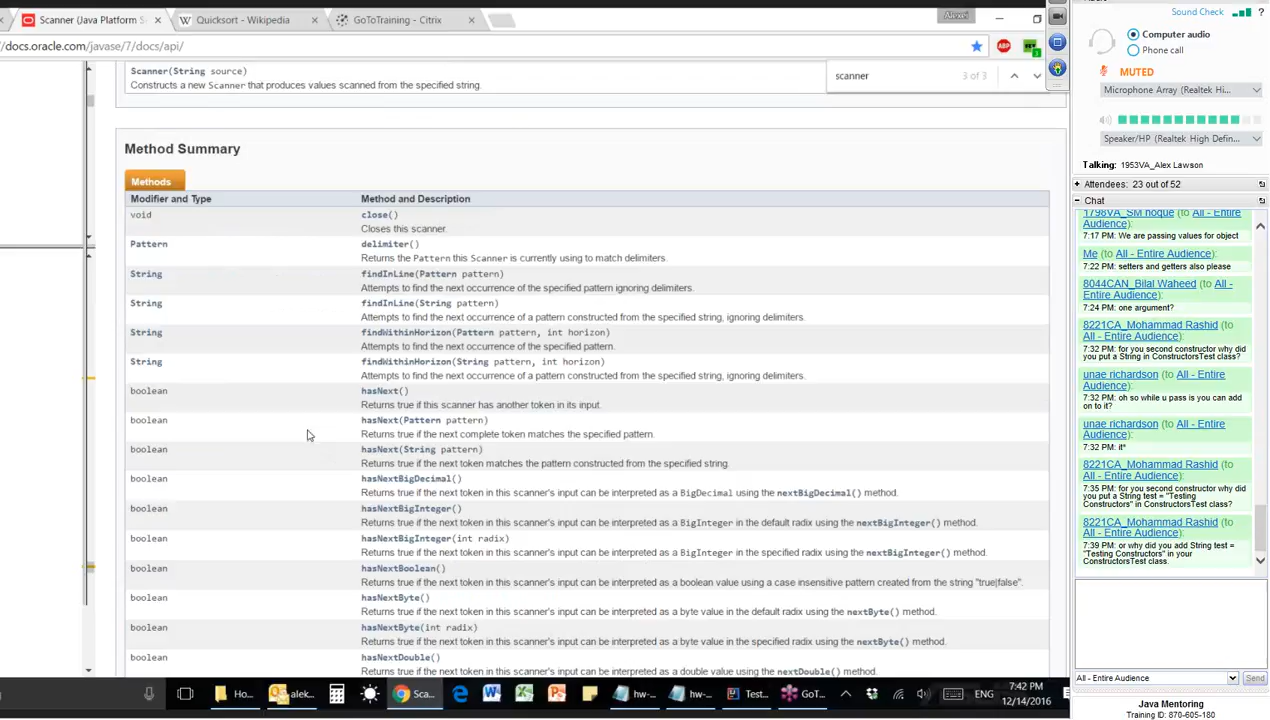 Scanner (Java Platform S
Quicksort - Wikipedia
GoToTraining - Citrix
Alexei
/docs.oracle.com/javase/7/docs/api/
ABP
scanner
3 of 3
Scanner(String source)
Constructs a new Scanner that produces values scanned from the specified string.
Method Summary
Methods
Modifier and Type Method and Description
void close()
Closes this scanner.
Pattern delimiter()
Returns the Pattern this Scanner is currently using to match delimiters.
String findInLine(Pattern pattern)
Attempts to find the next occurrence of the specified pattern ignoring delimiters.
String findInLine(String pattern)
Attempts to find the next occurrence of a pattern constructed from the specified string, ignoring delimiters.
String findWithinHorizon(Pattern pattern, int horizon)
Attempts to find the next occurrence of the specified pattern.
String findWithinHorizon(String pattern, int horizon)
Attempts to find the next occurrence of a pattern constructed from the specified string, ignoring delimiters.
boolean hasNext()
Returns true if this scanner has another token in its input.
boolean hasNext(Pattern pattern)
Returns true if the next complete token matches the specified pattern.
boolean hasNext(String pattern)
Returns true if the next token matches the pattern constructed from the specified string.
boolean hasNextBigDecimal()
Returns true if the next token in this scanner's input can be interpreted as a BigDecimal using the nextBigDecimal() method.
boolean hasNextBigInteger()
Returns true if the next token in this scanner's input can be interpreted as a BigInteger in the default radix using the nextBigInteger() method.
boolean hasNextBigInteger(int radix)
Returns true if the next token in this scanner's input can be interpreted as a BigInteger in the specified radix using the nextBigInteger() method.
boolean hasNextBoolean()
Returns true if the next token in this scanner's input can be interpreted as a boolean value using a case insensitive pattern created from the string "true|false".
boolean hasNextByte()
Returns true if the next token in this scanner's input can be interpreted as a byte value in the default radix using the nextByte() method.
boolean hasNextByte(int radix)
Returns true if the next token in this scanner's input can be interpreted as a byte value in the specified radix using the nextByte() method.
boolean hasNextDouble()
Returns true if the next token in this scanner's input can be interpreted as a double value using the nextDouble() method.
Ho...
alek...
Sca...
hw-...
hw-...
Test...
GoT...
ENG
7:42 PM
12/14/2016
Sound Check
?
Computer audio
Phone call
MUTED
Microphone Array (Realtek Hi...
Speaker/HP (Realtek High Defin...
Talking: 1953VA_Alex Lawson
Attendees: 23 out of 52
Chat
1798VA_SM hoque (to All - Entire
Audience):
7:17 PM: We are passing values for object
Me (to All - Entire Audience):
7:22 PM: setters and getters also please
8044CAN_Bilal Waheed (to All -
Entire Audience):
7:24 PM: one argument?
8221CA_Mohammad Rashid (to
All - Entire Audience):
7:32 PM: for you second constructor why did
you put a String in ConstructorsTest class?
unae richardson (to All - Entire
Audience):
7:32 PM: oh so while u pass is you can add
on to it?
unae richardson (to All - Entire
Audience):
7:32 PM: it*
8221CA_Mohammad Rashid (to
All - Entire Audience):
7:35 PM: for you second constructor why did
you put a String test = "Testing
Constructors" in ConstructorsTest class?
8221CA_Mohammad Rashid (to
All - Entire Audience):
7:39 PM: or why did you add String test =
"Testing Constructors" in your
ConstructorsTest class.
All - Entire Audience
Send
Java Mentoring
Training ID: 870-605-180